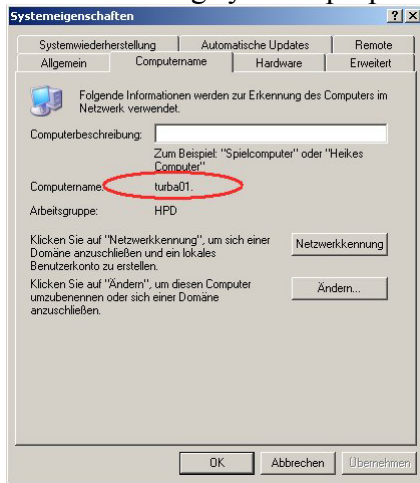 Systemeigenschaften
Systemwiederherstellung Automatische Updates Remote
Allgemein Computername Hardware Erweitert
Folgende Informationen werden zur Erkennung des Computers im
Netzwerk verwendet.
Computerbeschreibung:
Zum Beispiel: "Spielcomputer" oder "Heikes
Computer"
Computername: turba01.
Arbeitsgruppe: HPD
Klicken Sie auf "Netzwerkkennung", um sich einer
Domäne anzuschließen und ein lokales
Benutzerkonto zu erstellen.
Netzwerkkennung
Klicken Sie auf "Ändern", um diesen Computer
umzubenennen oder sich einer Domäne
anzuschließen.
Ändern...
OK Abbrechen Übernehmen